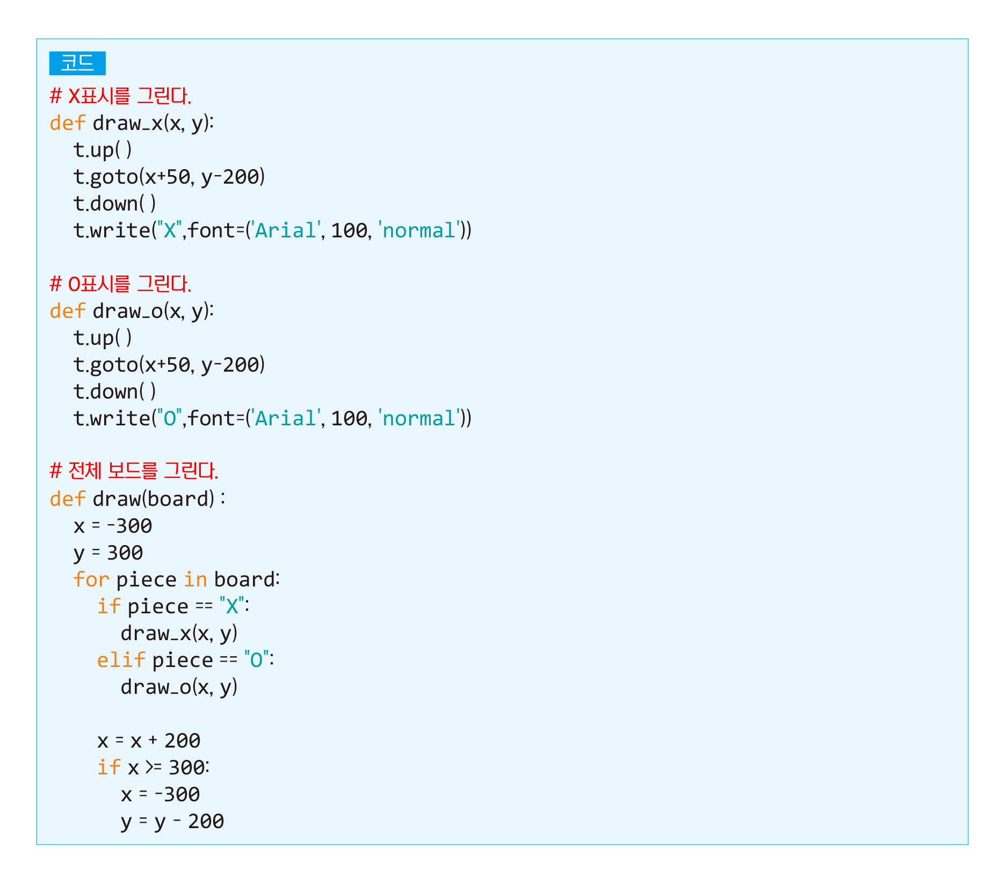 코드
# X표시를 그린다.
def draw_x(x, y):
  t.up( )
  t.goto(x+50, y-200)
  t.down( )
  t.write("X",font=('Arial', 100, 'normal'))

# O표시를 그린다.
def draw_o(x, y):
  t.up( )
  t.goto(x+50, y-200)
  t.down( )
  t.write("O",font=('Arial', 100, 'normal'))

# 전체 보드를 그린다.
def draw(board) :
  x = -300
  y = 300
  for piece in board:
    if piece == "X":
      draw_x(x, y)
    elif piece == "O":
      draw_o(x, y)

    x = x + 200
    if x >= 300:
      x = -300
      y = y - 200